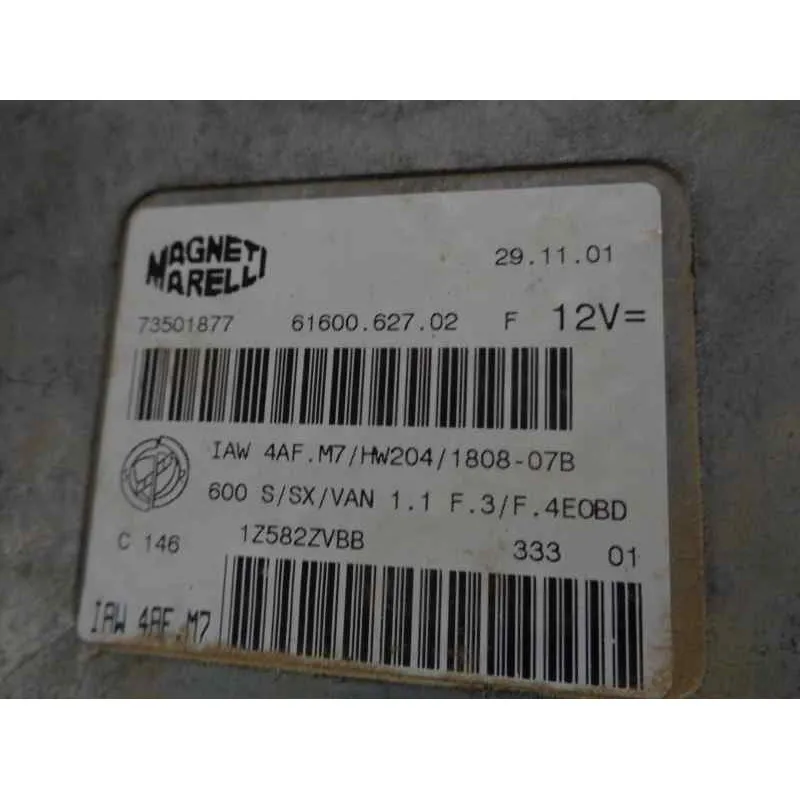 MAGNETI
MARELLI
29.11.01
73501877 61600.627.02 F 12V=
IAW 4AF.M7/HW204/1808-07B
600 S/SX/VAN 1.1 F.3/F.4EOBD
C 146 1Z582ZVBB 333 01
IAW 4AF.M7